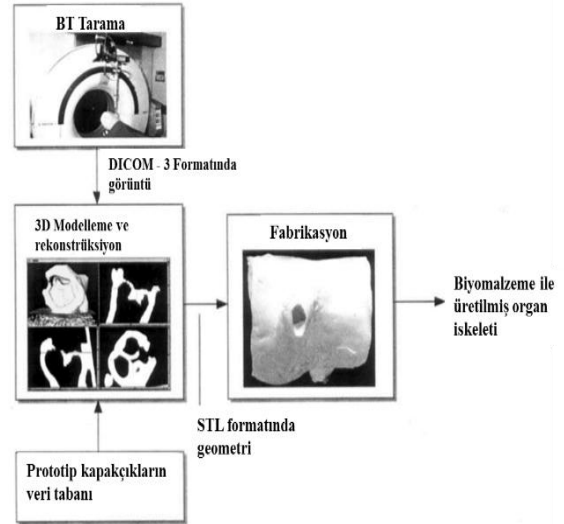 BT Tarama
DICOM - 3 Formatında
görüntü
3D Modelleme ve
rekonstrüksiyon
Fabrikasyon
Biyomalzeme ile
üretilmiş organ
iskeleti
STL formatında
geometri
Prototip kapakçıkların
veri tabanı